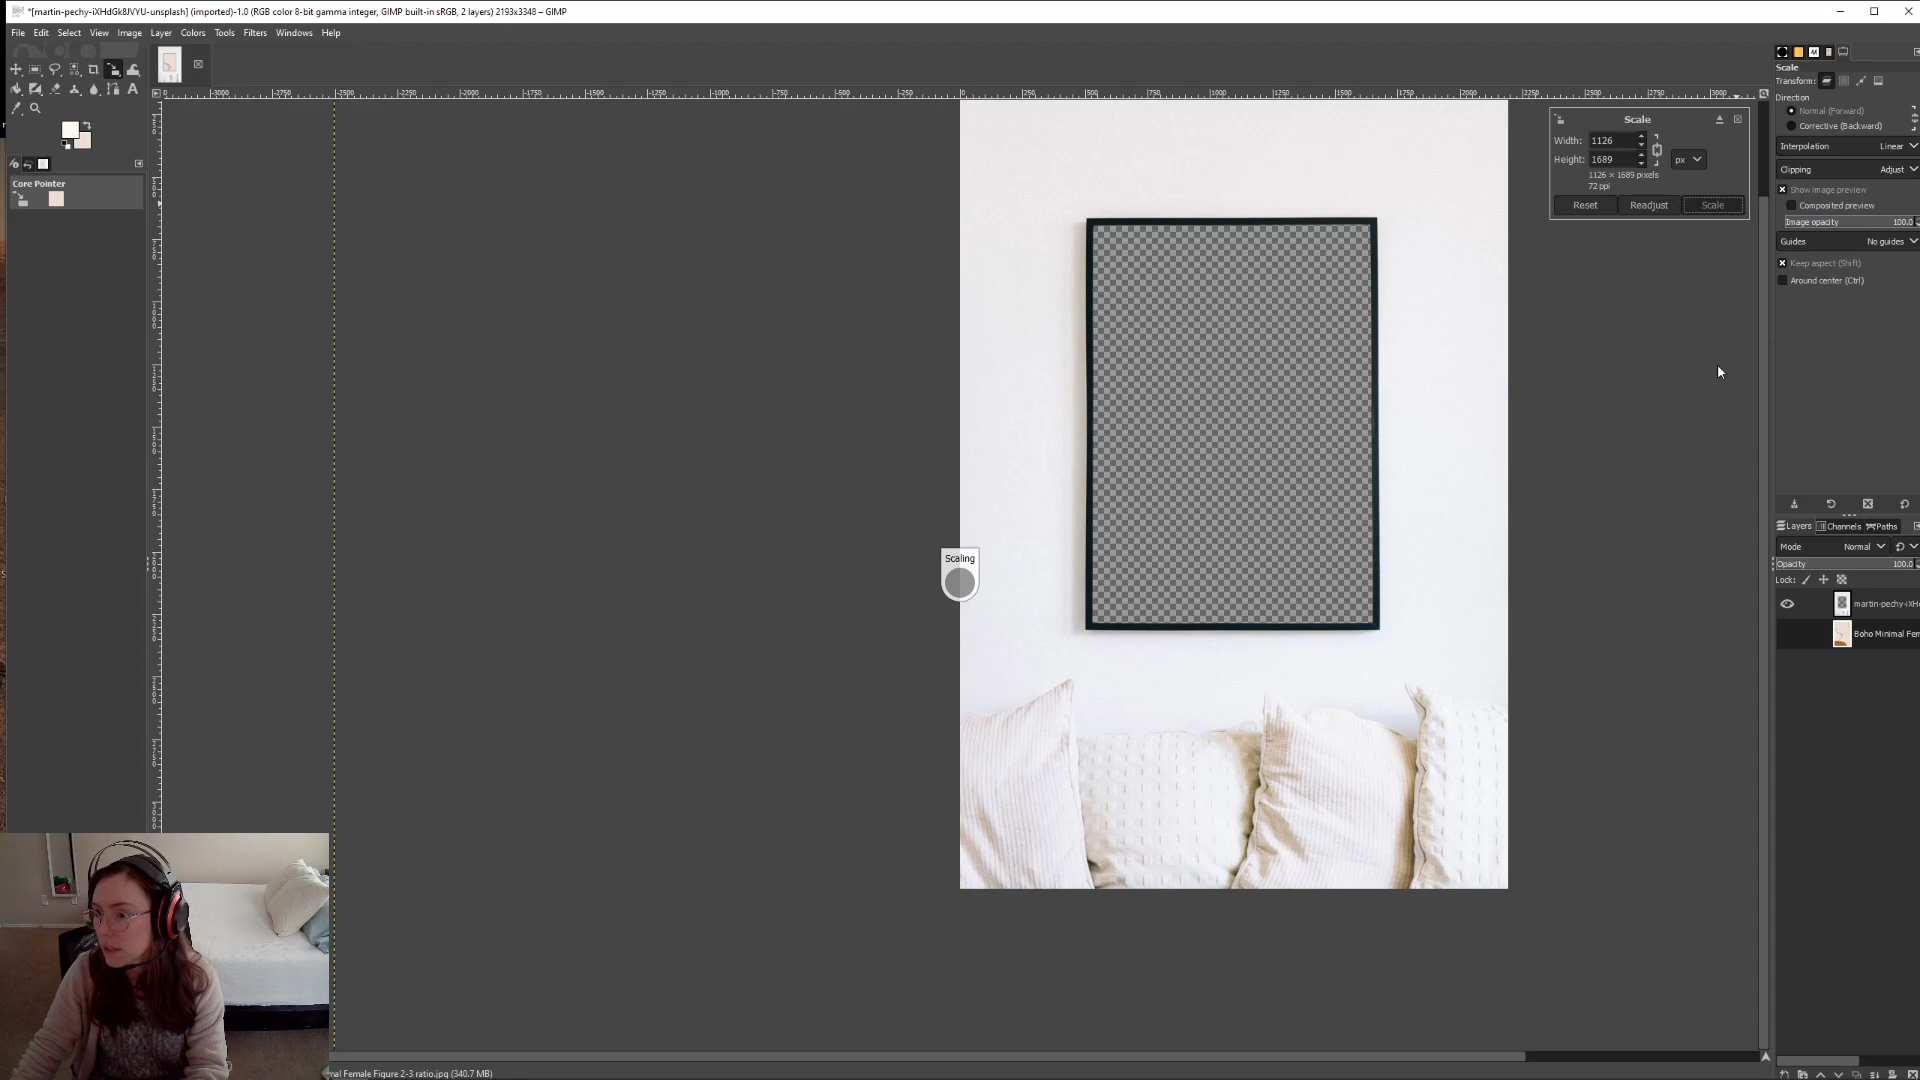 *[martin-pechy-iXHdGk8JVYU-unsplash] (imported)-1.0 (RGB color 8-bit gamma integer, GIMP built-in sRGB, 2 layers) 2193x3348 – GIMP
File Edit Select View Image Layer Colors Tools Filters Windows Help
Core Pointer
Scale
Width: 1126
Height: 1689
px
1126 × 1689 pixels
72 ppi
Reset Readjust Scale
Scaling
Scale
Transform:
Direction
Normal (Forward)
Corrective (Backward)
Interpolation Linear
Clipping Adjust
Show image preview
Composited preview
Image opacity 100.0
Guides No guides
Keep aspect (Shift)
Around center (Ctrl)
Layers Channels Paths
Mode Normal
Opacity 100.0
Lock:
martin-pechy-iXH
Boho Minimal Fem
nal Female Figure 2-3 ratio.jpg (340.7 MB)